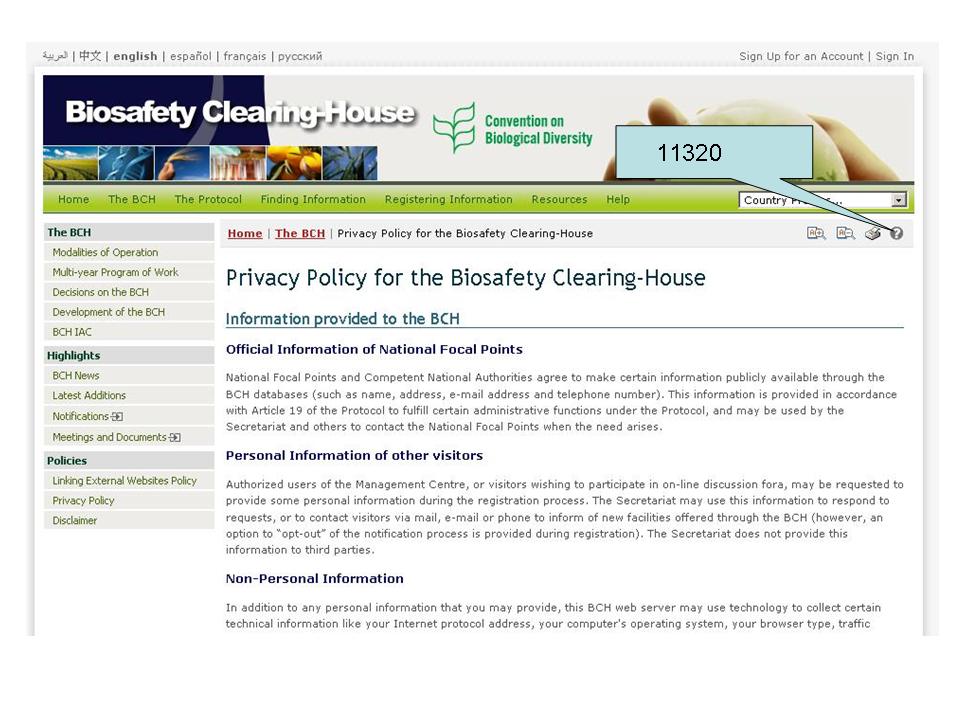 العربية | 中文 | english | español | français | русский
Sign Up for an Account | Sign In
Biosafety Clearing-House
Convention on
Biological Diversity
11320
Home The BCH The Protocol Finding Information Registering Information Resources Help
Country
The BCH
Modalities of Operation
Multi-year Program of Work
Decisions on the BCH
Development of the BCH
BCH IAC
Highlights
BCH News
Latest Additions
Notifications
Meetings and Documents
Policies
Linking External Websites Policy
Privacy Policy
Disclaimer
Home | The BCH | Privacy Policy for the Biosafety Clearing-House
Privacy Policy for the Biosafety Clearing-House
Information provided to the BCH
Official Information of National Focal Points
National Focal Points and Competent National Authorities agree to make certain information publicly available through the
BCH databases (such as name, address, e-mail address and telephone number). This information is provided in accordance
with Article 19 of the Protocol to fulfill certain administrative functions under the Protocol, and may be used by the
Secretariat and others to contact the National Focal Points when the need arises.
Personal Information of other visitors
Authorized users of the Management Centre, or visitors wishing to participate in on-line discussion fora, may be requested to
provide some personal information during the registration process. The Secretariat may use this information to respond to
requests, or to contact visitors via mail, e-mail or phone to inform of new facilities offered through the BCH (however, an
option to “opt-out” of the notification process is provided during registration). The Secretariat does not provide this
information to third parties.
Non-Personal Information
In addition to any personal information that you may provide, this BCH web server may use technology to collect certain
technical information like your Internet protocol address, your computer's operating system, your browser type, traffic